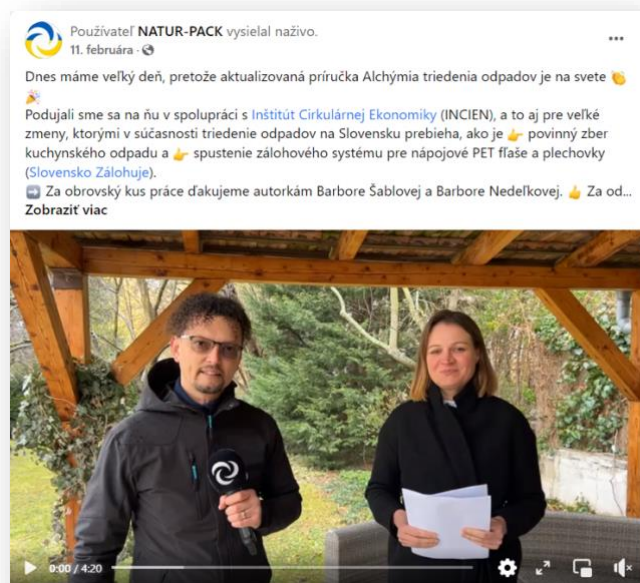 Používateľ NATUR-PACK vysielal naživo.
11. februára ·
Dnes máme veľký deň, pretože aktualizovaná príručka Alchýmia triedenia odpadov je na svete 👏
🎉
Podujali sme sa na ňu v spolupráci s Inštitút Cirkulárnej Ekonomiky (INCIEN), a to aj pre veľké
zmeny, ktorými v súčasnosti triedenie odpadov na Slovensku prebieha, ako je 👉 povinný zber
kuchynského odpadu a 👉 spustenie zálohového systému pre nápojové PET fľaše a plechovky
(Slovensko Zálohuje).
➡️ Za obrovský kus práce ďakujeme autorkám Barbore Šablovej a Barbore Nedeľkovej. 👍 Za od...
Zobraziť viac
0:00 / 4:20